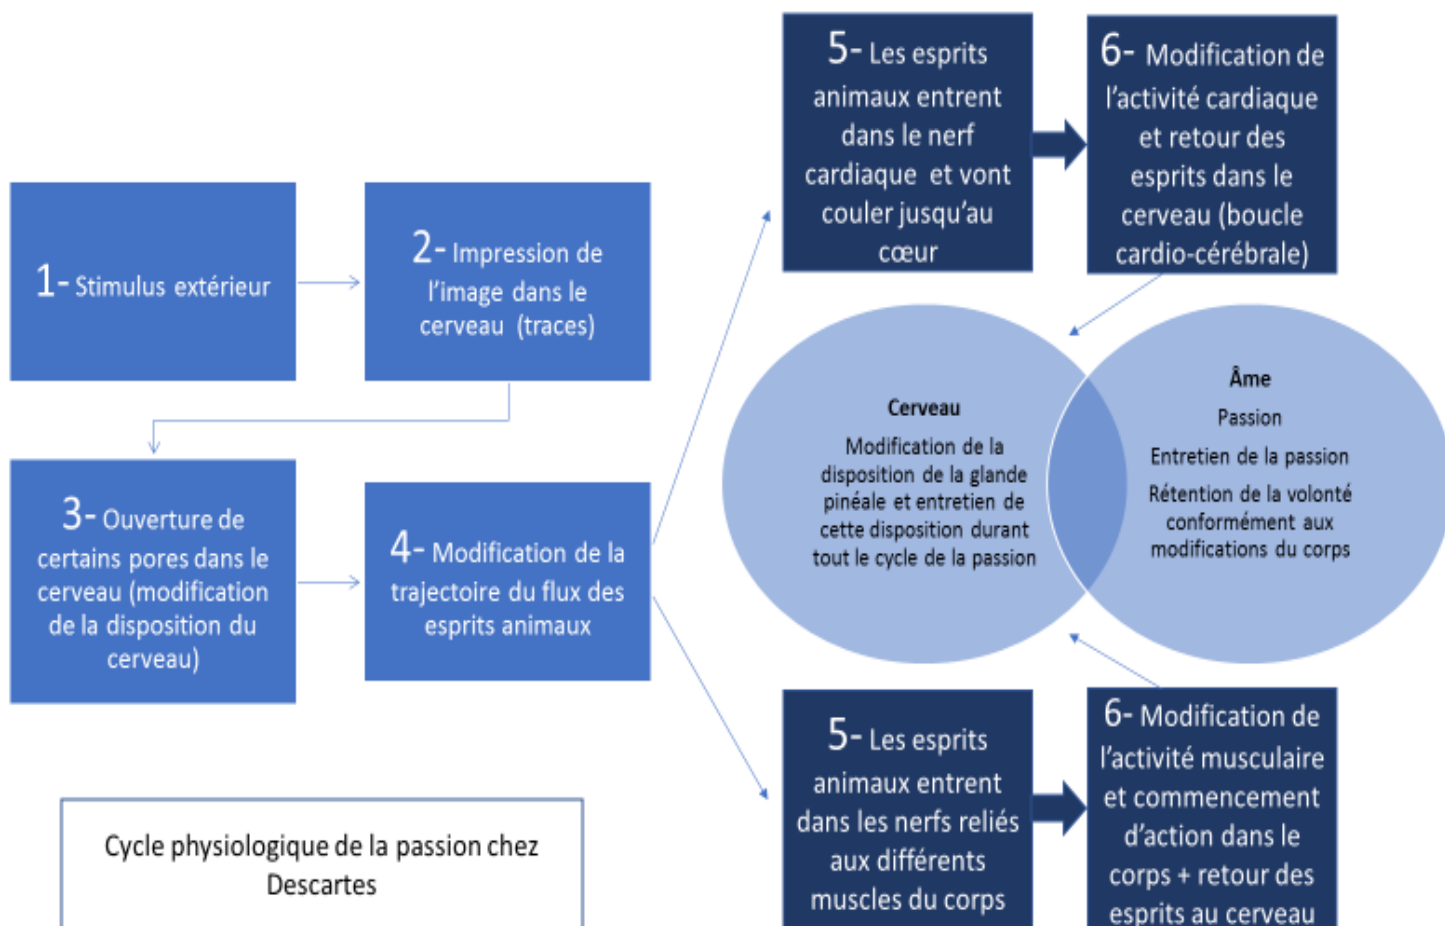 1- Stimulus extérieur
2- Impression de
l'image dans le
cerveau (traces)
3- Ouverture de
certains pores dans le
cerveau (modification
de la disposition du
cerveau)
4- Modification de la
trajectoire du flux des
esprits animaux
5- Les esprits
animaux entrent
dans le nerf
cardiaque et vont
couler jusqu'au
cœur
6- Modification de
l'activité cardiaque
et retour des
esprits dans le
cerveau (boucle
cardio-cérébrale)
Cerveau
Modification de la
disposition de la glande
pinéale et entretien de
cette disposition durant
tout le cycle de la passion
Âme
Passion
Entretien de la passion
Rétention de la volonté
conformément aux
modifications du corps
5- Les esprits
animaux entrent
dans les nerfs reliés
aux différents
muscles du corps
6- Modification de
l'activité musculaire
et commencement
d'action dans le
corps + retour des
esprits au cerveau
Cycle physiologique de la passion chez
Descartes